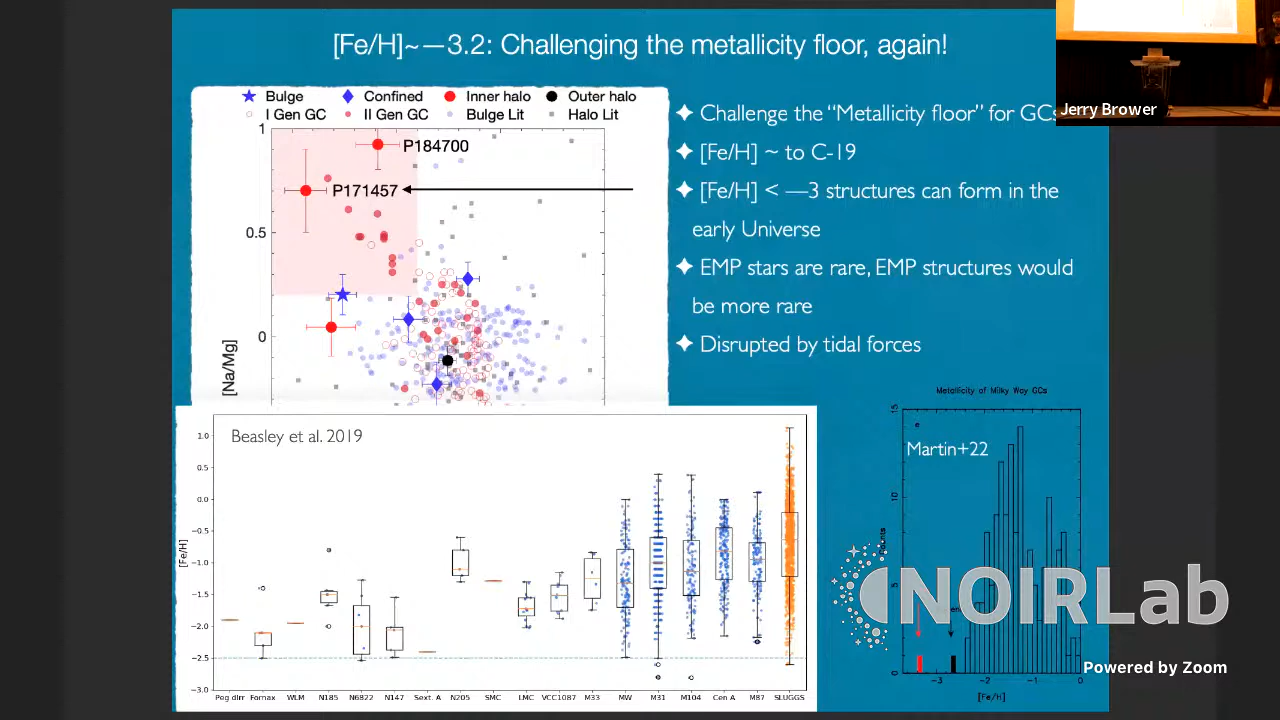 [Fe/H]~—3.2: Challenging the metallicity floor, again!
Jerry Brower
Bulge Confined Inner halo Outer halo
I Gen GC II Gen GC Bulge Lit Halo Lit
1
0.5
0
[Na/Mg]
P184700
P171457
Challenge the “Metallicity floor” for GCs
[Fe/H] ~ to C-19
[Fe/H] < —3 structures can form in the
early Universe
EMP stars are rare, EMP structures would
be more rare
Disrupted by tidal forces
Beasley et al. 2019
[Fe/H]
1.0
0.5
0.0
−0.5
−1.0
−1.5
−2.0
−2.5
−3.0
Peg dIrr Fornax WLM N185 N6822 N147 Sext. A N205 SMC LMC VCC1087 M33 MW M31 M104 Cen A M87 SLUGGS
Metallicity of Milky Way GCs
Martin+22
15
10
−3 −2 −1 0
[Fe/H]
NOIRLab
Powered by Zoom